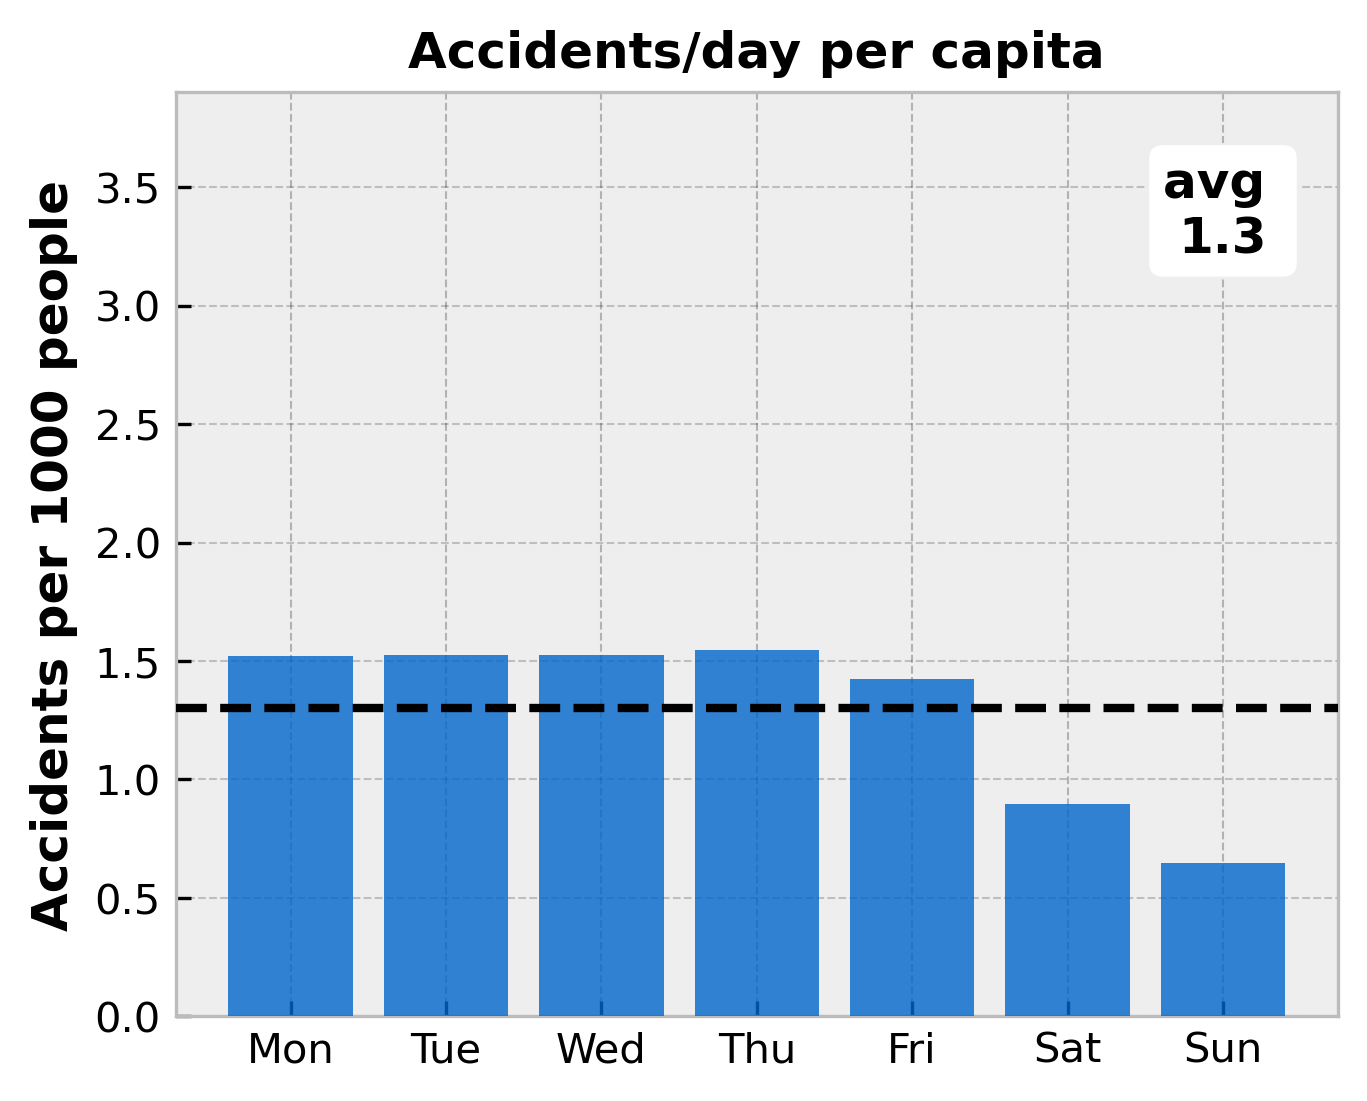 Accidents/day per capita
Accidents per 1000 people
3.5
3.0
2.5
2.0
1.5
1.0
0.5
0.0
avg
1.3
Mon Tue Wed Thu Fri Sat Sun